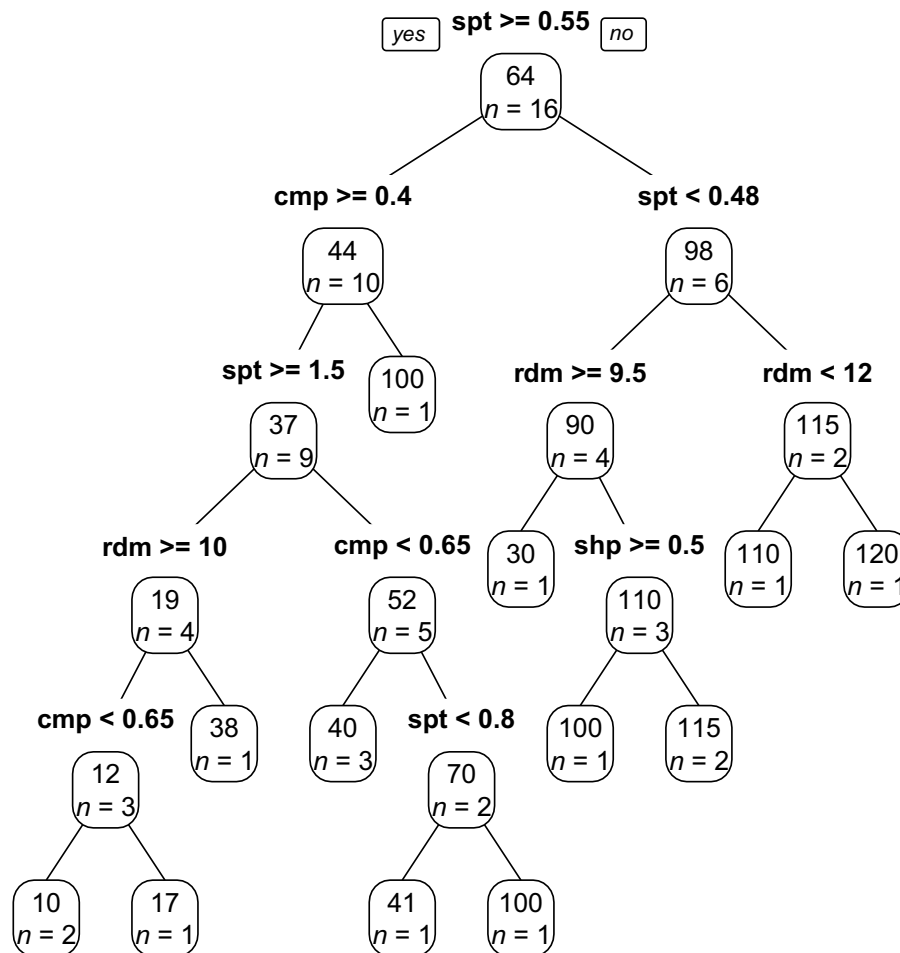 spt >= 0.55
yes
no
64
n = 16
cmp >= 0.4
spt < 0.48
44
n = 10
98
n = 6
spt >= 1.5
100
n = 1
rdm >= 9.5
rdm < 12
37
n = 9
90
n = 4
115
n = 2
rdm >= 10
cmp < 0.65
30
n = 1
shp >= 0.5
110
n = 1
120
n = 1
19
n = 4
52
n = 5
110
n = 3
cmp < 0.65
38
n = 1
40
n = 3
spt < 0.8
100
n = 1
115
n = 2
12
n = 3
70
n = 2
10
n = 2
17
n = 1
41
n = 1
100
n = 1